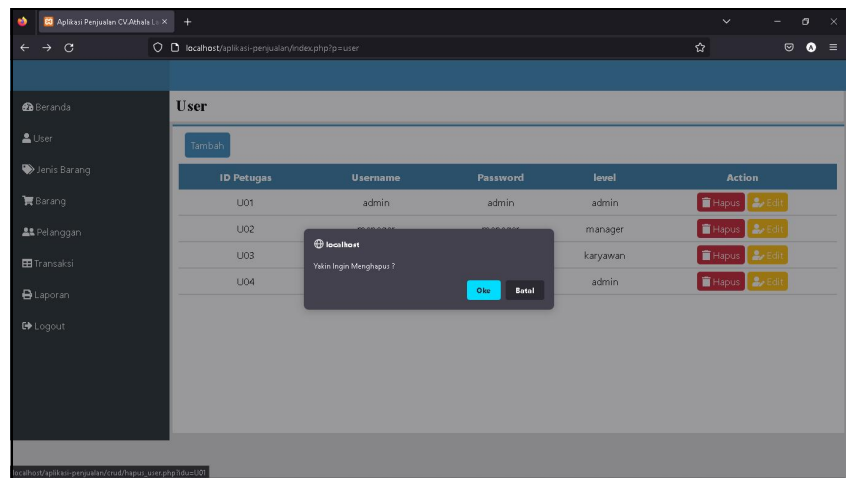 Aplikasi Penjualan CV.Athala L
localhost/aplikasi-penjualan/index.php?p=user
Beranda
User
Jenis Barang
Barang
Pelanggan
Transaksi
Laporan
Logout
User
Tambah
ID Petugas Username Password level Action
U01 admin admin admin Hapus Edit
U02 manager manager manager Hapus Edit
U03 karyawan Hapus Edit
U04 admin Hapus Edit
localhost
Yakin Ingin Menghapus ?
Oke Batal
localhost/aplikasi-penjualan/crud/hapus_user.php?idu=U01